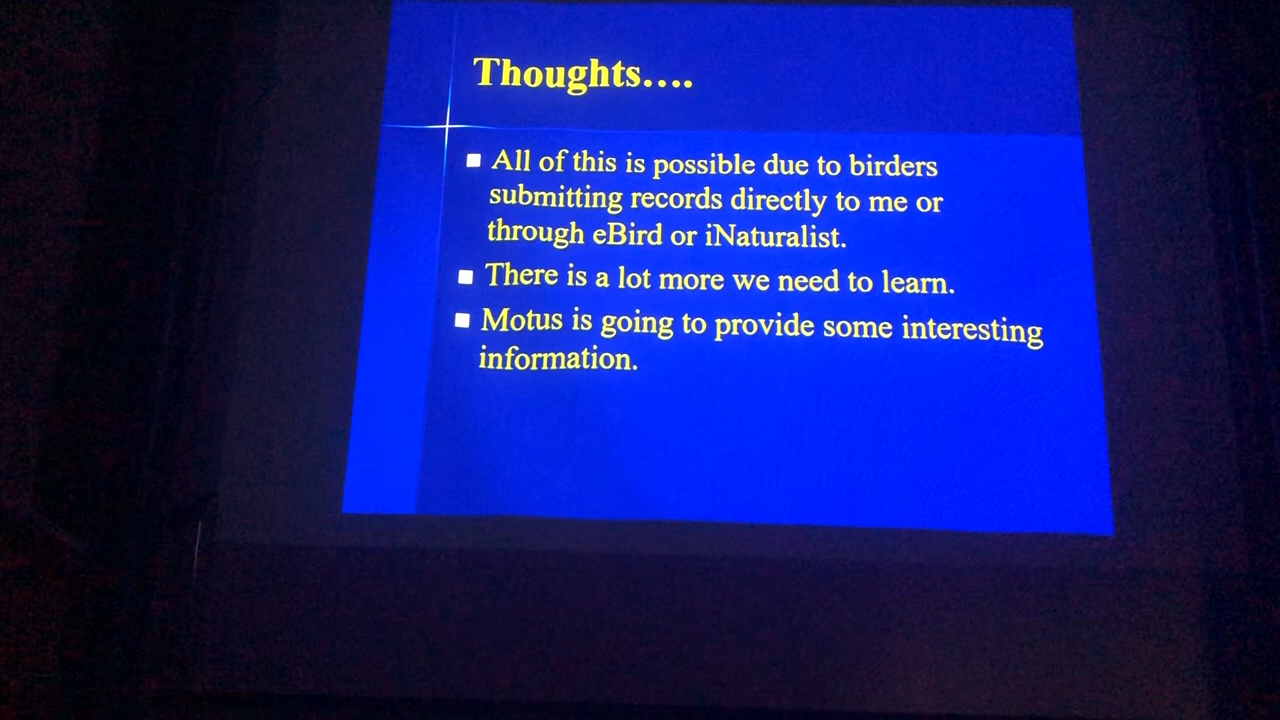 Thoughts....
All of this is possible due to birders
submitting records directly to me or
through eBird or iNaturalist.
There is a lot more we need to learn.
Motus is going to provide some interesting
information.